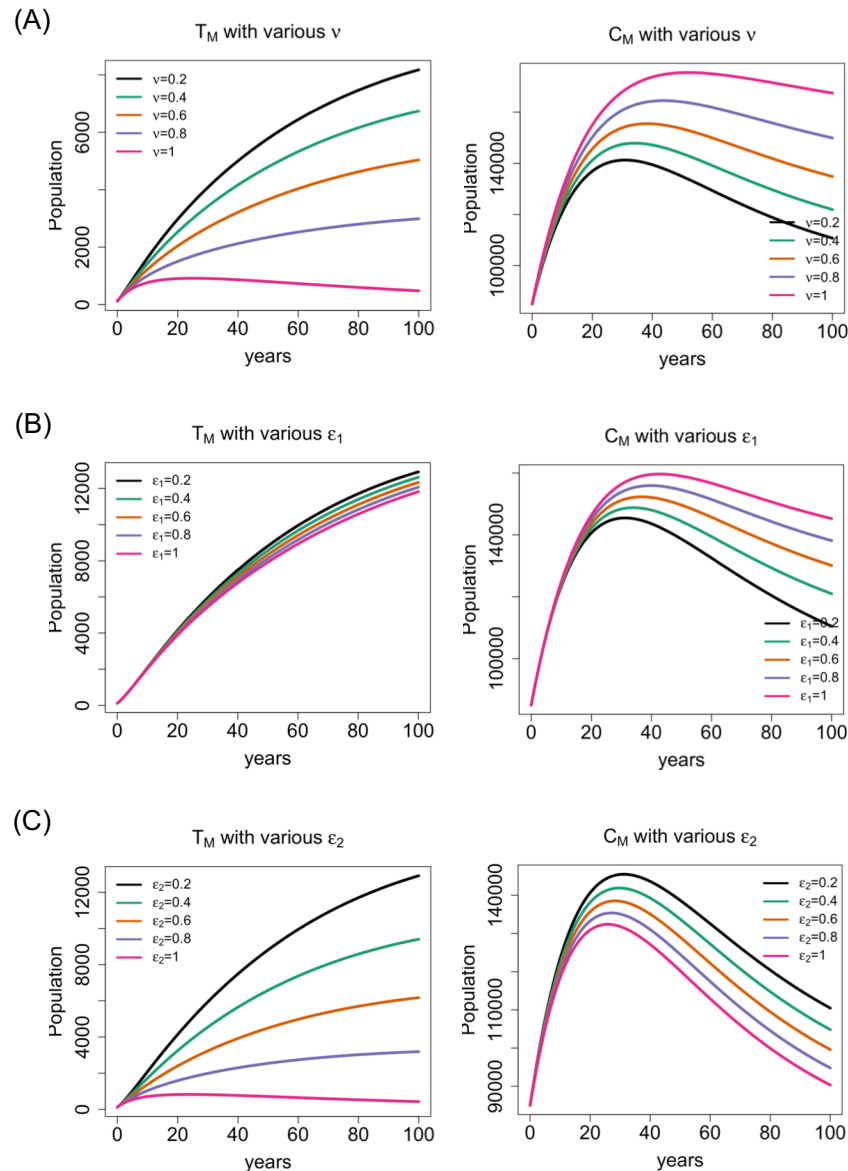 (A)
T_M with various ν
Population
0
2000
6000
ν=0.2
ν=0.4
ν=0.6
ν=0.8
ν=1
0 20 40 60 80 100
years
C_M with various ν
Population
100000
140000
ν=0.2
ν=0.4
ν=0.6
ν=0.8
ν=1
0 20 40 60 80 100
years
(B)
T_M with various ε₁
Population
0
4000
8000
12000
ε₁=0.2
ε₁=0.4
ε₁=0.6
ε₁=0.8
ε₁=1
0 20 40 60 80 100
years
C_M with various ε₁
Population
100000
140000
ε₁=0.2
ε₁=0.4
ε₁=0.6
ε₁=0.8
ε₁=1
0 20 40 60 80 100
years
(C)
T_M with various ε₂
Population
0
4000
8000
12000
ε₂=0.2
ε₂=0.4
ε₂=0.6
ε₂=0.8
ε₂=1
0 20 40 60 80 100
years
C_M with various ε₂
Population
90000
110000
140000
ε₂=0.2
ε₂=0.4
ε₂=0.6
ε₂=0.8
ε₂=1
0 20 40 60 80 100
years